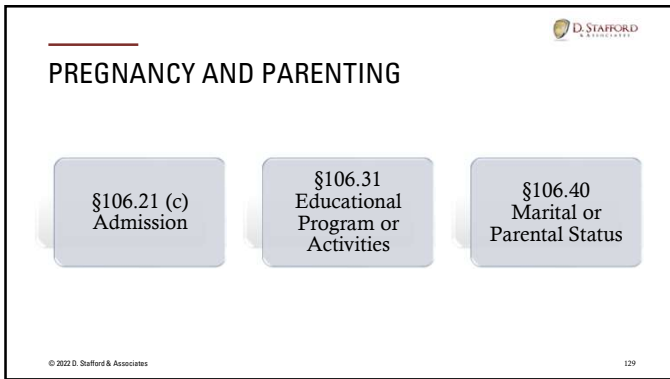 D. STAFFORD
& ASSOCIATES
PREGNANCY AND PARENTING
§106.21 (c)
Admission
§106.31
Educational
Program or
Activities
§106.40
Marital or
Parental Status
© 2022 D. Stafford & Associates
129